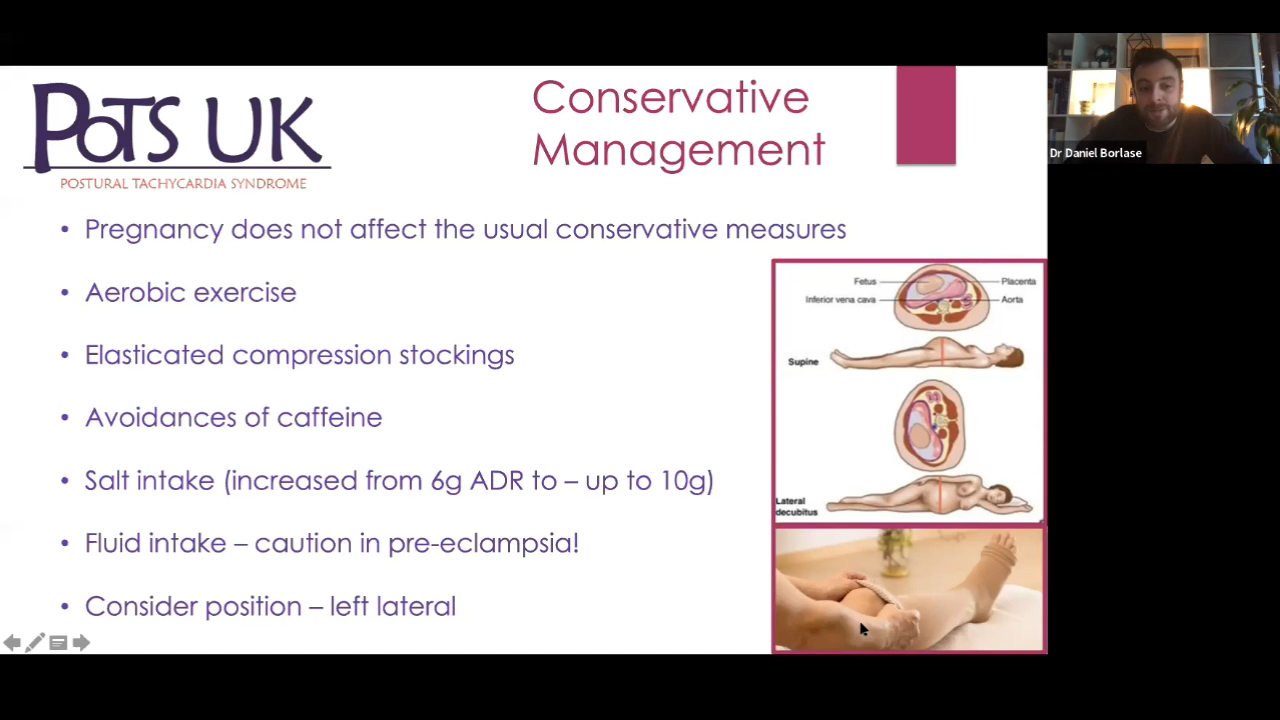 PoTS UK
POSTURAL TACHYCARDIA SYNDROME
Conservative
Management
Dr Daniel Borlase
• Pregnancy does not affect the usual conservative measures
• Aerobic exercise
• Elasticated compression stockings
• Avoidances of caffeine
• Salt intake (increased from 6g ADR to – up to 10g)
• Fluid intake – caution in pre-eclampsia!
• Consider position – left lateral
Fetus
Placenta
Inferior vena cava
Aorta
Supine
Lateral
decubitus